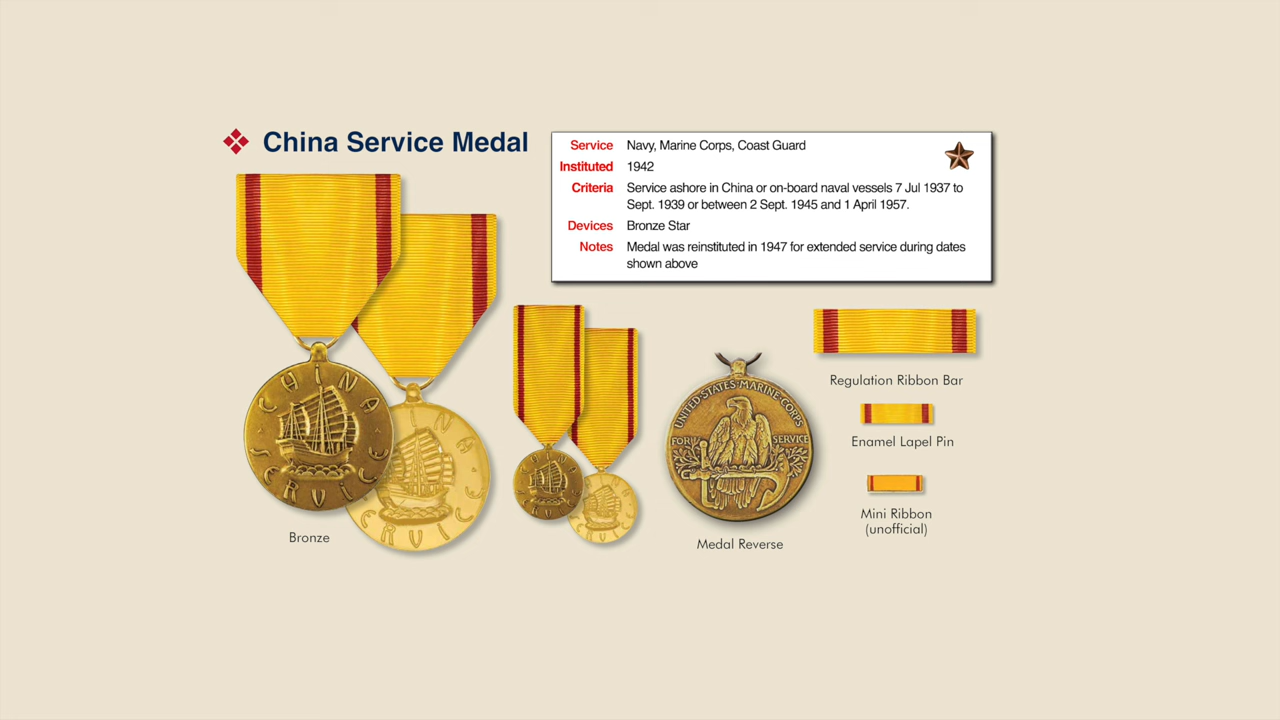 China Service Medal
Service Navy, Marine Corps, Coast Guard
Instituted 1942
Criteria Service ashore in China or on-board naval vessels 7 Jul 1937 to
Sept. 1939 or between 2 Sept. 1945 and 1 April 1957.
Devices Bronze Star
Notes Medal was reinstituted in 1947 for extended service during dates
shown above
CHINA
SERVICE
Bronze
UNITED STATES MARINE CORPS
FOR SERVICE
Medal Reverse
Regulation Ribbon Bar
Enamel Lapel Pin
Mini Ribbon
(unofficial)